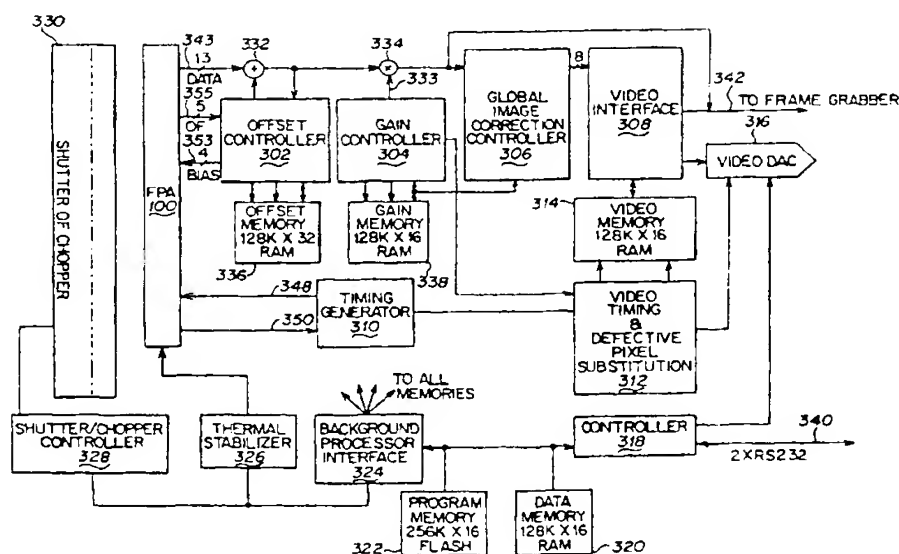 330
SHUTTER OF CHOPPER
FPA
100
343
13
DATA
355
5
OF
353
4
BIAS
332
+
334
×
333
OFFSET
CONTROLLER
302
GAIN
CONTROLLER
304
GLOBAL
IMAGE
CORRECTION
CONTROLLER
306
8
VIDEO
INTERFACE
308
342
TO FRAME GRABBER
316
VIDEO DAC
OFFSET
MEMORY
128K X 32
RAM
336
GAIN
MEMORY
128K X 16
RAM
338
314
VIDEO
MEMORY
128K X 16
RAM
348
350
TIMING
GENERATOR
310
VIDEO
TIMING
&
DEFECTIVE
PIXEL
SUBSTITUTION
312
TO ALL
MEMORIES
SHUTTER/CHOPPER
CONTROLLER
328
THERMAL
STABILIZER
326
BACKGROUND
PROCESSOR
INTERFACE
324
CONTROLLER
318
340
2XRS232
PROGRAM
MEMORY
256K X 16
FLASH
322
DATA
MEMORY
128K X 16
RAM
320